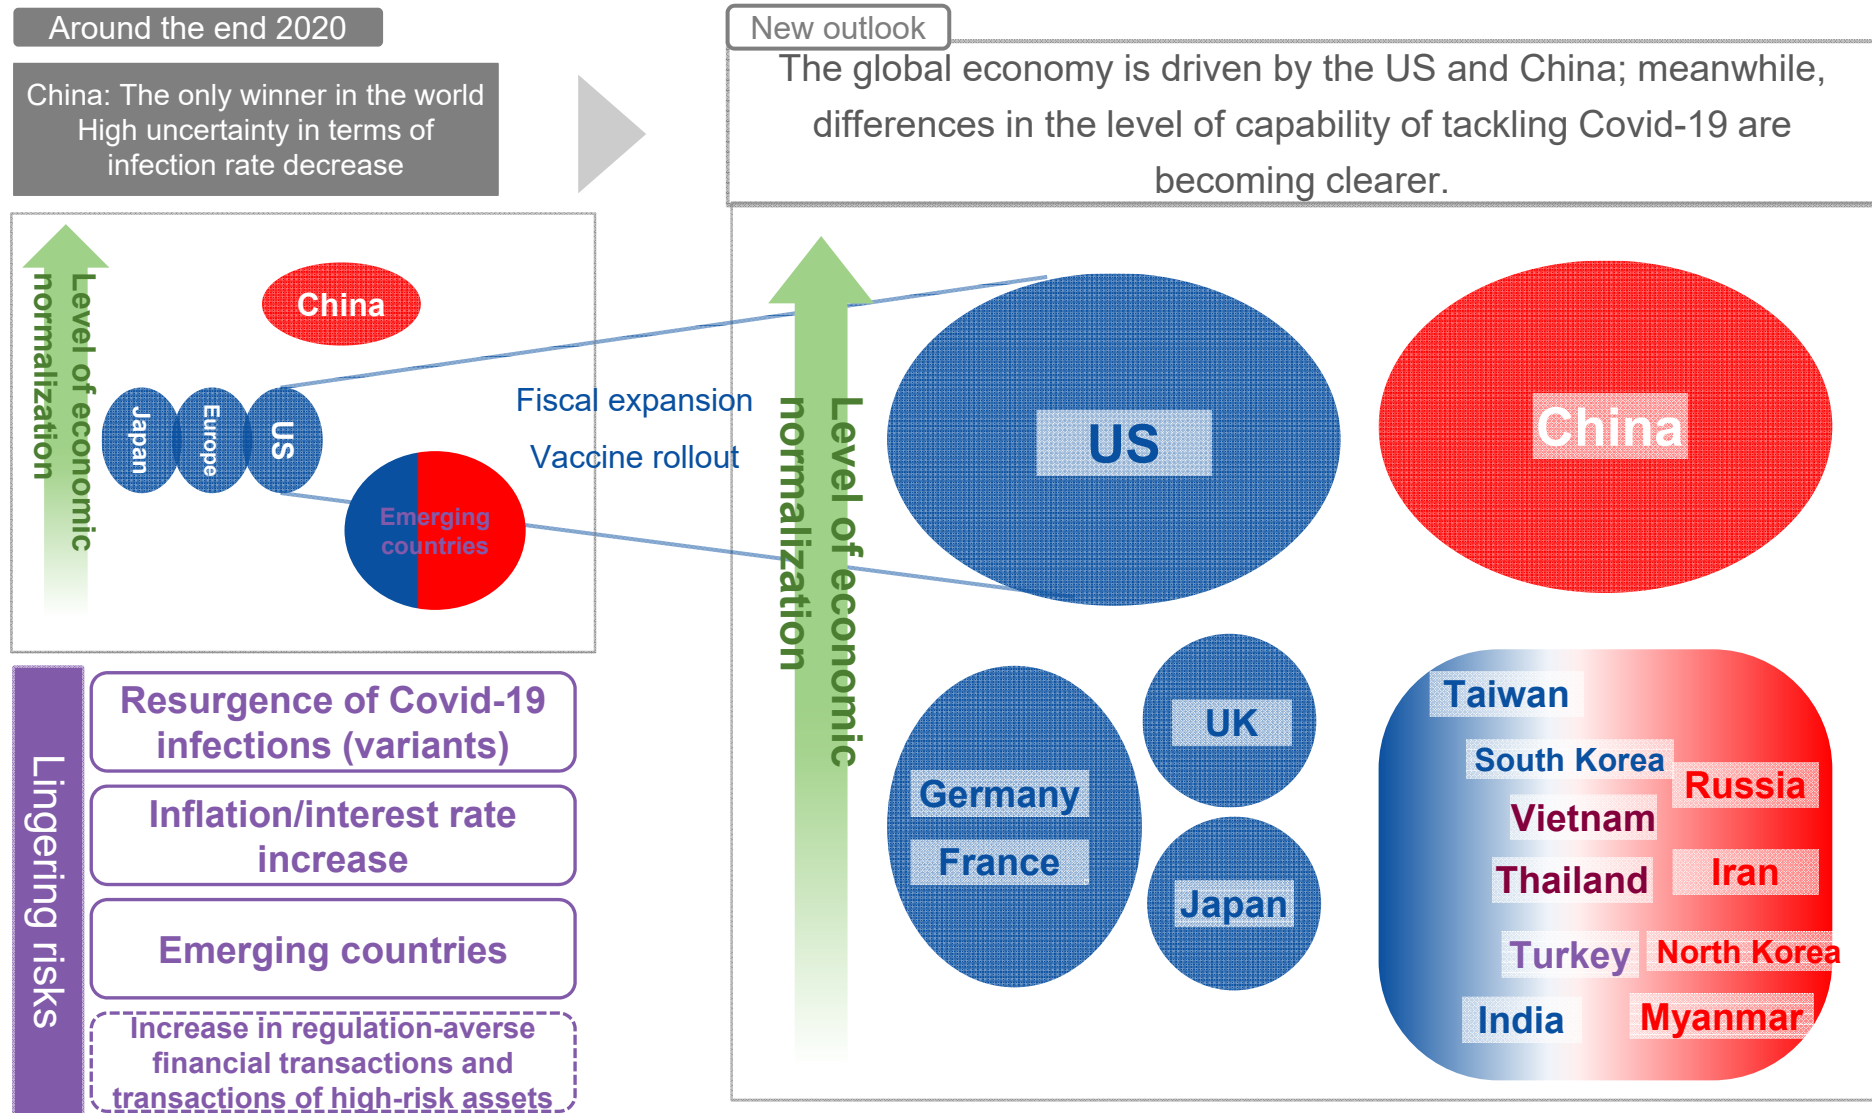 Around the end 2020
China: The only winner in the world
High uncertainty in terms of
infection rate decrease
New outlook
The global economy is driven by the US and China; meanwhile,
differences in the level of capability of tackling Covid-19 are
becoming clearer.
Level of economic
normalization
China
Japan
Europe
US
Emerging
countries
Fiscal expansion
Vaccine rollout
Level of economic
normalization
US
China
Germany
France
UK
Japan
Taiwan
South Korea
Russia
Vietnam
Thailand
Iran
Turkey
North Korea
India
Myanmar
Lingering risks
Resurgence of Covid-19
infections (variants)
Inflation/interest rate
increase
Emerging countries
Increase in regulation-averse
financial transactions and
transactions of high-risk assets